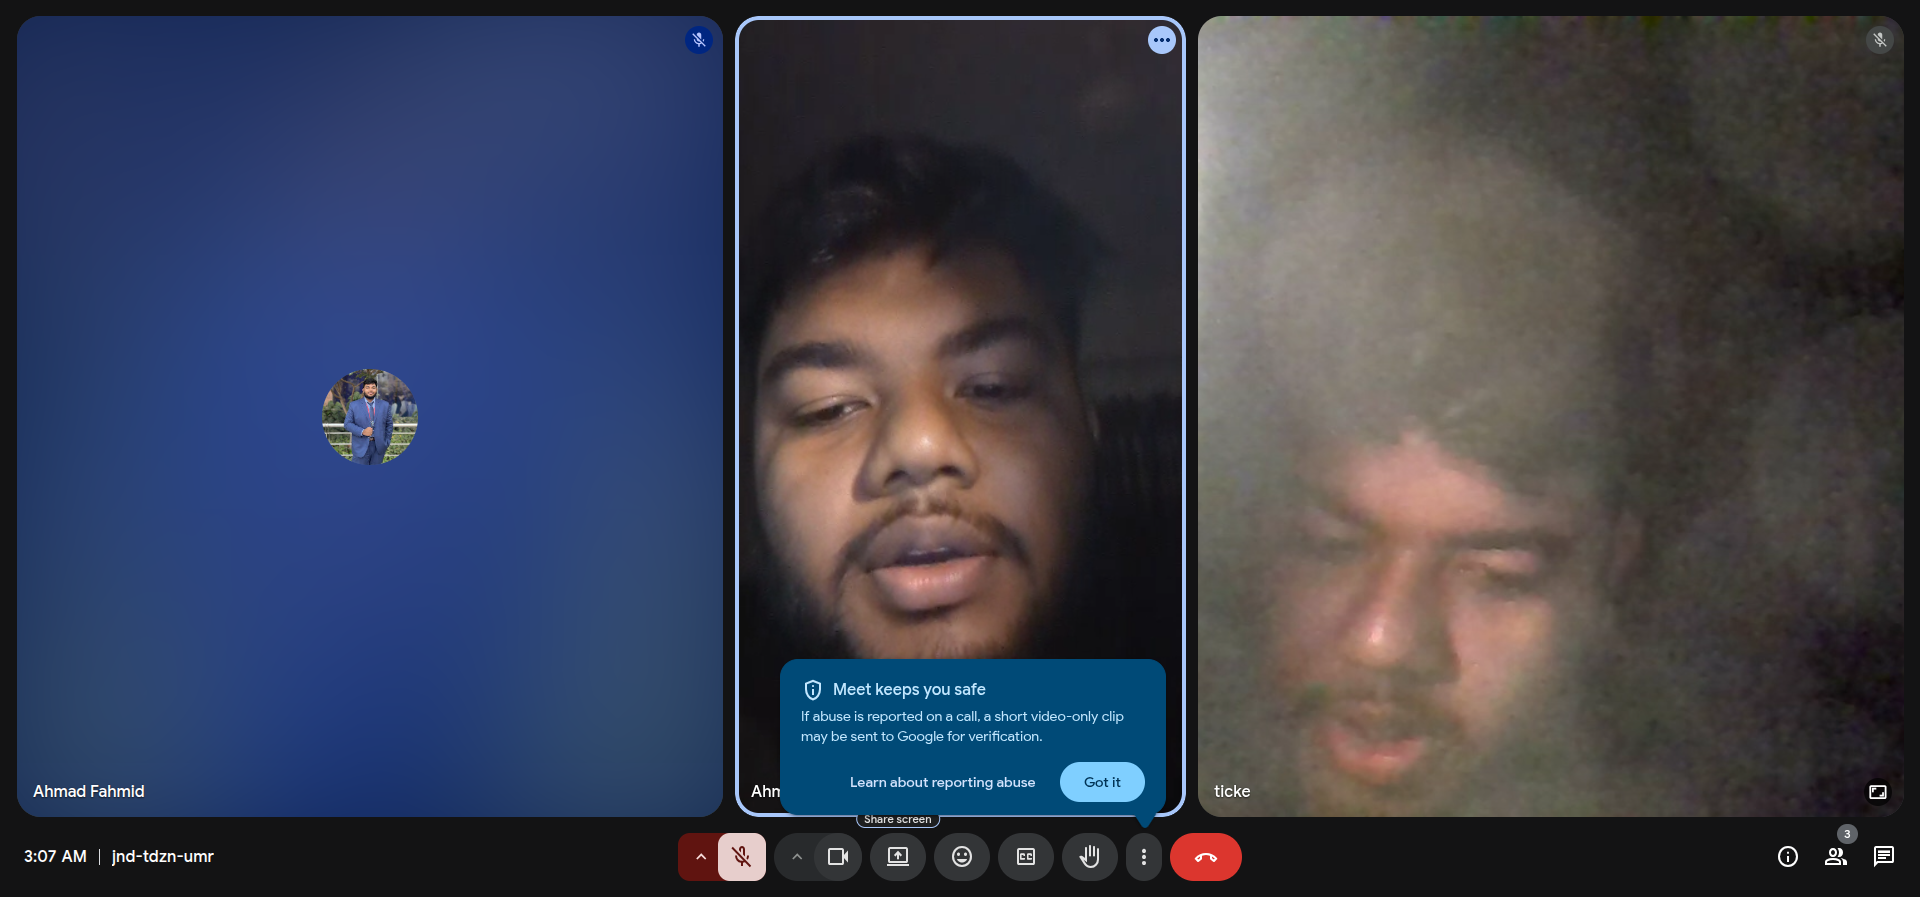 Ahmad Fahmid
Ahm
Meet keeps you safe
If abuse is reported on a call, a short video-only clip
may be sent to Google for verification.
Learn about reporting abuse
Got it
ticke
Share screen
3:07 AM | jnd-tdzn-umr
CC
3